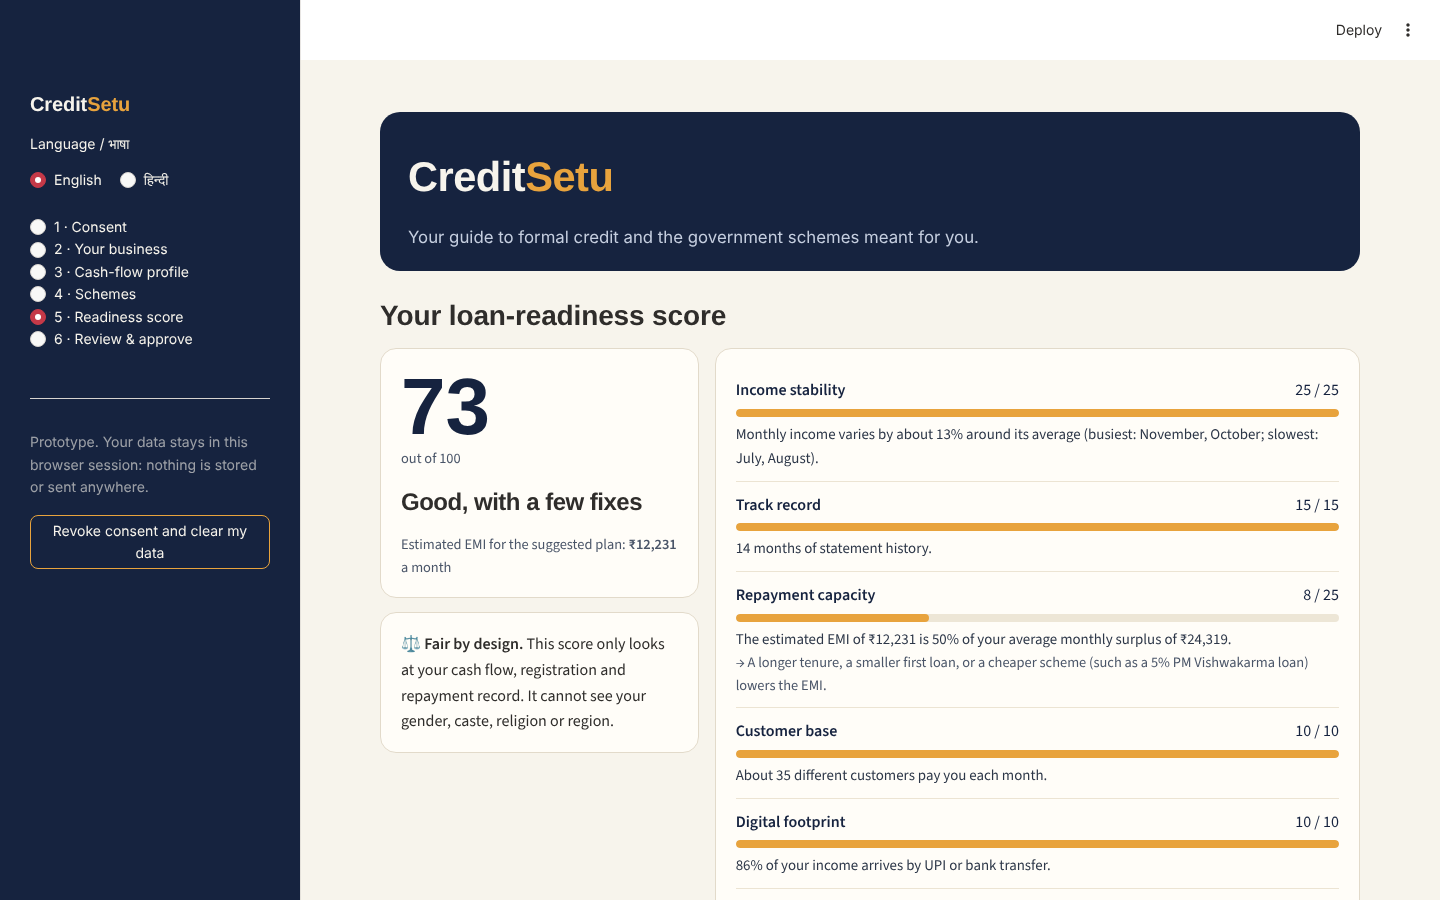 Deploy
CreditSetu
Language / भाषा
English
हिन्दी
1 · Consent
2 · Your business
3 · Cash-flow profile
4 · Schemes
5 · Readiness score
6 · Review & approve
Prototype. Your data stays in this
browser session: nothing is stored
or sent anywhere.
Revoke consent and clear my
data
CreditSetu
Your guide to formal credit and the government schemes meant for you.
Your loan-readiness score
73
out of 100
Good, with a few fixes
Estimated EMI for the suggested plan: ₹12,231
a month
⚖️ Fair by design. This score only looks
at your cash flow, registration and
repayment record. It cannot see your
gender, caste, religion or region.
Income stability 25 / 25
Monthly income varies by about 13% around its average (busiest: November, October; slowest:
July, August).
Track record 15 / 15
14 months of statement history.
Repayment capacity 8 / 25
The estimated EMI of ₹12,231 is 50% of your average monthly surplus of ₹24,319.
→ A longer tenure, a smaller first loan, or a cheaper scheme (such as a 5% PM Vishwakarma loan)
lowers the EMI.
Customer base 10 / 10
About 35 different customers pay you each month.
Digital footprint 10 / 10
86% of your income arrives by UPI or bank transfer.